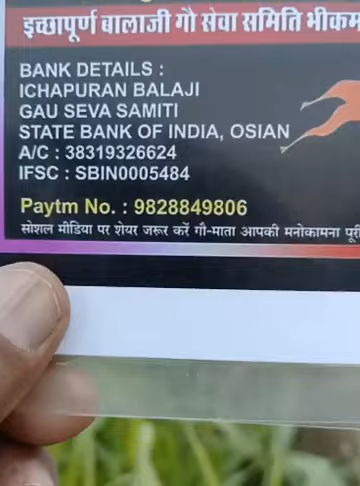 इच्छापूर्ण बालाजी गौ सेवा समिति भीकम
BANK DETAILS :
ICHAPURAN BALAJI
GAU SEVA SAMITI
STATE BANK OF INDIA, OSIAN
A/C : 38319326624
IFSC : SBIN0005484
Paytm No. : 9828849806
सोशल मीडिया पर शेयर जरूर करें गौ-माता आपकी मनोकामना पूरी